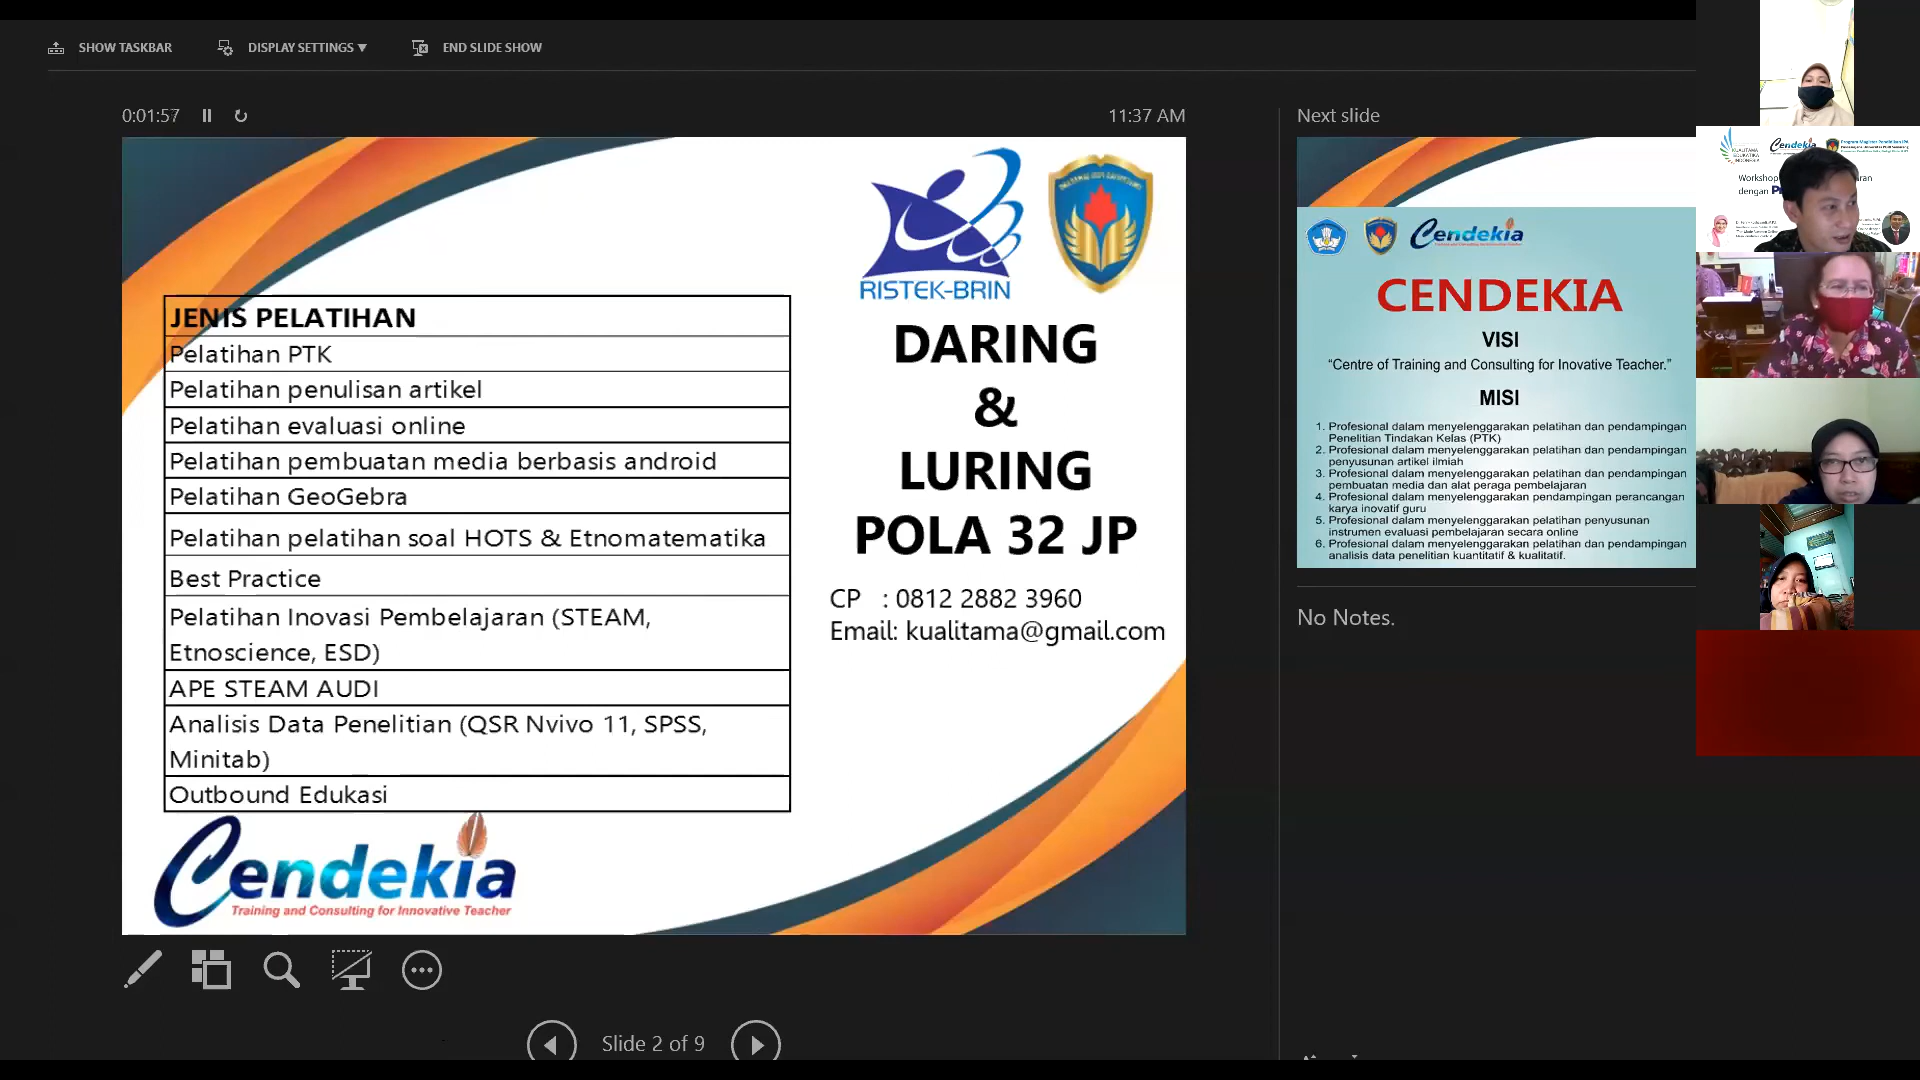 SHOW TASKBAR
DISPLAY SETTINGS ▼
END SLIDE SHOW
0:01:57
11:37 AM
JENIS PELATIHAN
Pelatihan PTK
Pelatihan penulisan artikel
Pelatihan evaluasi online
Pelatihan pembuatan media berbasis android
Pelatihan GeoGebra
Pelatihan pelatihan soal HOTS & Etnomatematika
Best Practice
Pelatihan Inovasi Pembelajaran (STEAM,
Etnoscience, ESD)
APE STEAM AUDI
Analisis Data Penelitian (QSR Nvivo 11, SPSS,
Minitab)
Outbound Edukasi
Cendekia
Training and Consulting for Innovative Teacher
RISTEK-BRIN
DARING
&
LURING
POLA 32 JP
CP : 0812 2882 3960
Email: kualitama@gmail.com
Slide 2 of 9
Next slide
Cendekia
CENDEKIA
VISI
“Centre of Training and Consulting for Inovative Teacher.”
MISI
1. Profesional dalam menyelenggarakan pelatihan dan pendampingan
Penelitian Tindakan Kelas (PTK)
2. Profesional dalam menyelenggarakan pelatihan dan pendampingan
penyusunan artikel ilmiah
3. Profesional dalam menyelenggarakan pelatihan dan pendampingan
pembuatan media dan alat peraga pembelajaran
4. Profesional dalam menyelenggarakan pendampingan perancangan
karya inovatif guru
5. Profesional dalam menyelenggarakan pelatihan penyusunan
instrumen evaluasi pembelajaran secara online
6. Profesional dalam menyelenggarakan pelatihan dan pendampingan
analisis data penelitian kuantitatif & kualitatif.
No Notes.
KUALITAMA
EDUKATIKA
INDONESIA
Cendekia
Workshop
dengan